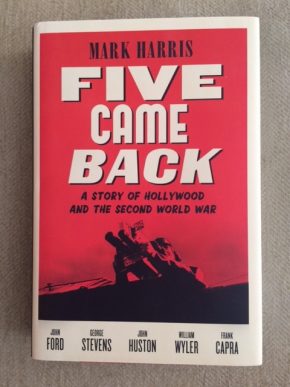 MARK HARRIS
FIVE
CAME
BACK
A STORY OF HOLLYWOOD
AND THE SECOND WORLD WAR
JOHN FORD
GEORGE STEVENS
JOHN HUSTON
WILLIAM WYLER
FRANK CAPRA